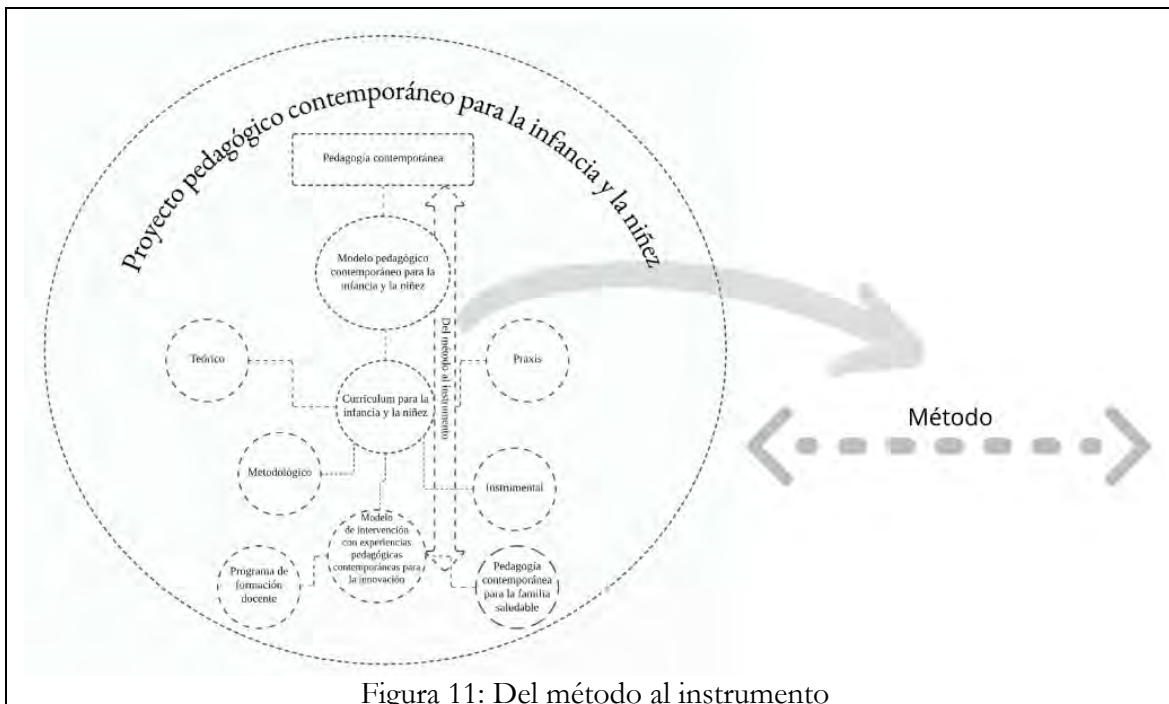 Proyecto pedagógico contemporáneo para la infancia y la niñez
Pedagogía contemporánea
Modelo pedagógico
contemporáneo para la
infancia y la niñez
Del método al instrumento
Teórico
Praxis
Curriculum para la
infancia y la niñez
Método
Metodológico
Instrumental
Modelo
de intervención
con experiencias
pedagógicas
contemporáneas para
la innovación
Programa de
formación
docente
Pedagogía
contemporánea
para la familia
saludable
Figura 11: Del método al instrumento